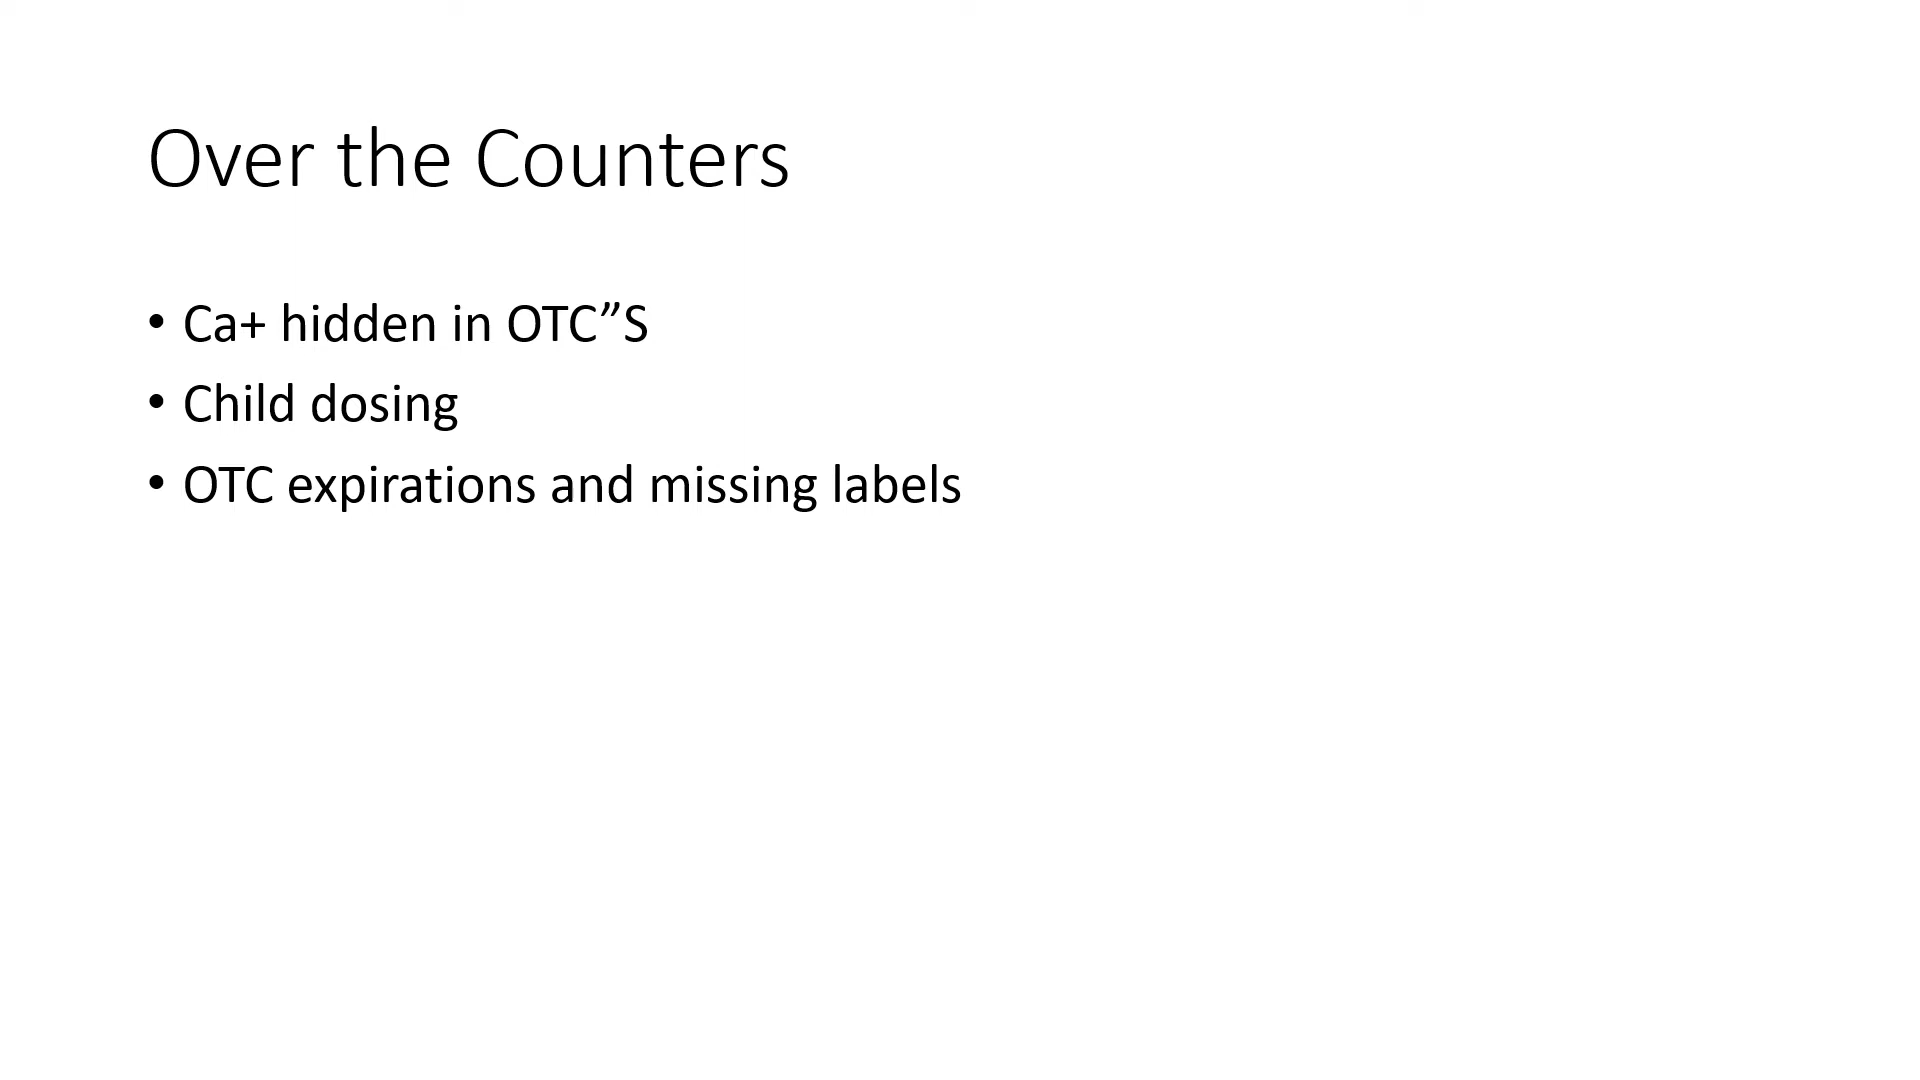 Over the Counters
• Ca+ hidden in OTC”S
• Child dosing
• OTC expirations and missing labels